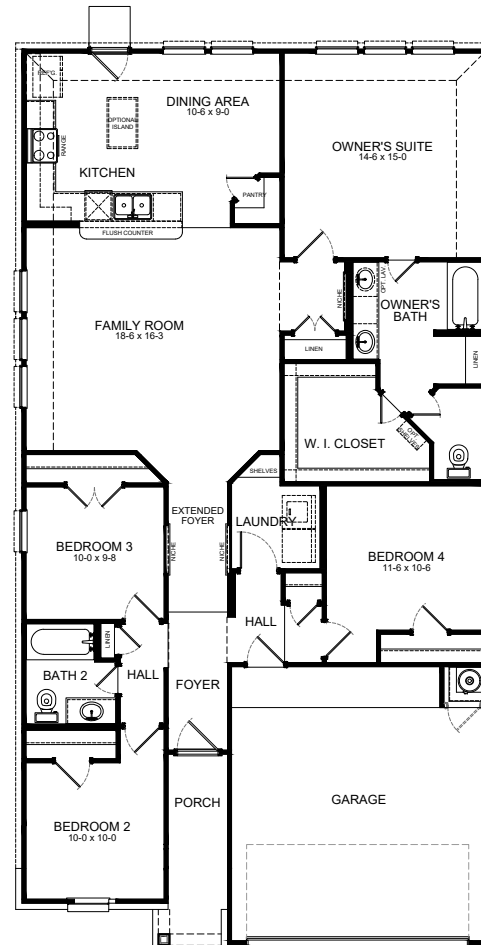 REF'G.
DINING AREA
10-6 x 9-0
OPTIONAL
ISLAND
RANGE
KITCHEN
OWNER'S SUITE
14-6 x 15-0
PANTRY
FLUSH COUNTER
OPT. LAV.
NICHE
OWNER'S
BATH
FAMILY ROOM
18-6 x 16-3
LINEN
LINEN
W. I. CLOSET
OPT.
SHELVES
SHELVES
EXTENDED
FOYER
LAUNDRY
BEDROOM 3
10-0 x 9-8
NICHE
NICHE
BEDROOM 4
11-6 x 10-6
HALL
LINEN
BATH 2
HALL
FOYER
PORCH
GARAGE
BEDROOM 2
10-0 x 10-0